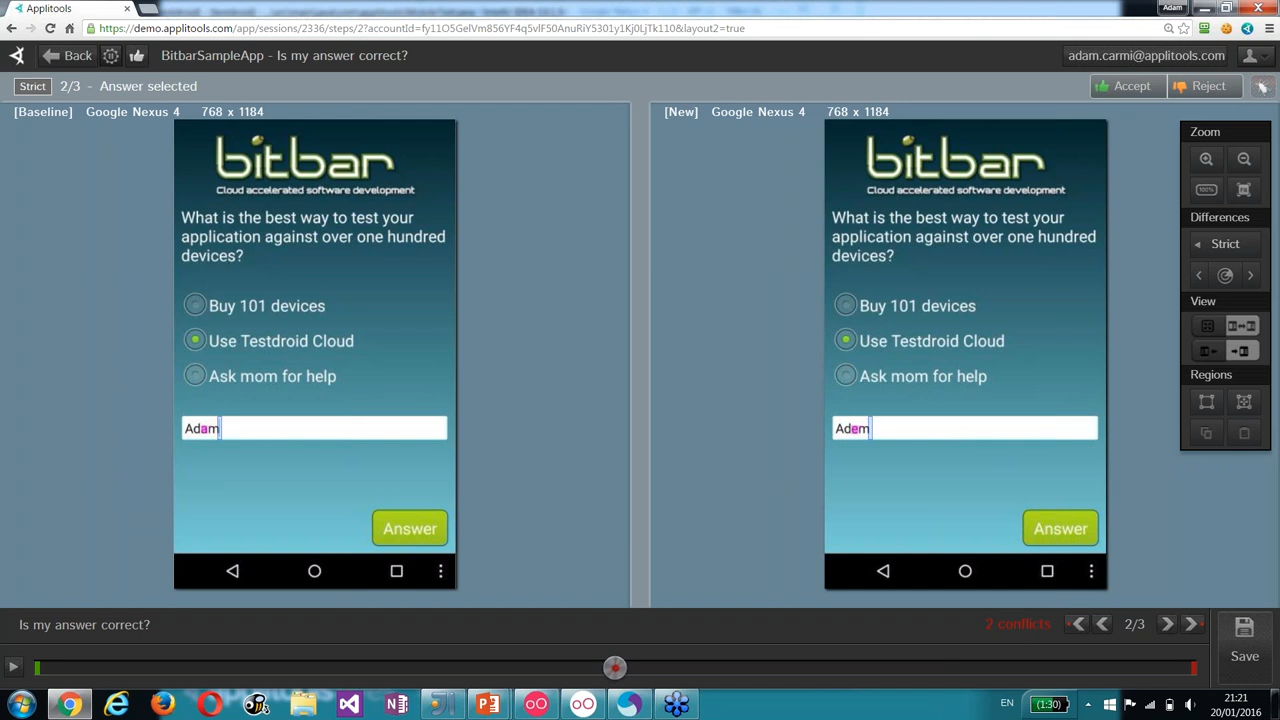 Applitools
Adam
https://demo.applitools.com/app/sessions/2336/steps/2?accountId=fy11O5GelVm856YF4q5vlF50AnuRiY5301y1Kj0LjTk110&layout2=true
Back
BitbarSampleApp - Is my answer correct?
adam.carmi@applitools.com
Strict
2/3 - Answer selected
Accept
Reject
[Baseline] Google Nexus 4 768 x 1184
[New] Google Nexus 4 768 x 1184
bitbar
Cloud accelerated software development
What is the best way to test your
application against over one hundred
devices?
Buy 101 devices
Use Testdroid Cloud
Ask mom for help
Adam
Answer
bitbar
Cloud accelerated software development
What is the best way to test your
application against over one hundred
devices?
Buy 101 devices
Use Testdroid Cloud
Ask mom for help
Adem
Answer
Zoom
100%
Differences
Strict
View
Regions
Is my answer correct?
2 conflicts
2/3
Save
EN
(1:30)
21:21
20/01/2016